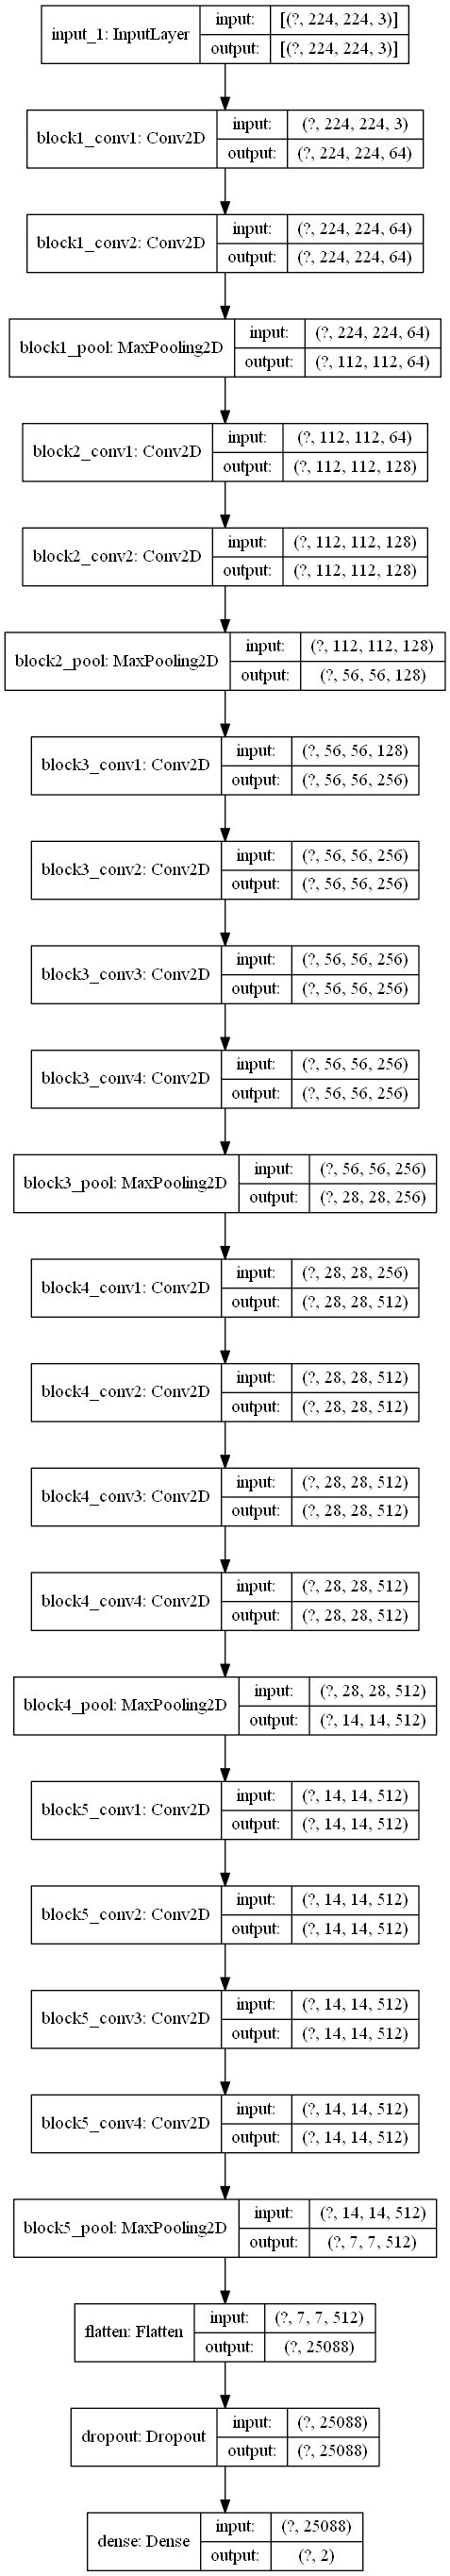 input_1: InputLayer
input: [(?, 224, 224, 3)]
output: [(?, 224, 224, 3)]
block1_conv1: Conv2D
input: (?, 224, 224, 3)
output: (?, 224, 224, 64)
block1_conv2: Conv2D
input: (?, 224, 224, 64)
output: (?, 224, 224, 64)
block1_pool: MaxPooling2D
input: (?, 224, 224, 64)
output: (?, 112, 112, 64)
block2_conv1: Conv2D
input: (?, 112, 112, 64)
output: (?, 112, 112, 128)
block2_conv2: Conv2D
input: (?, 112, 112, 128)
output: (?, 112, 112, 128)
block2_pool: MaxPooling2D
input: (?, 112, 112, 128)
output: (?, 56, 56, 128)
block3_conv1: Conv2D
input: (?, 56, 56, 128)
output: (?, 56, 56, 256)
block3_conv2: Conv2D
input: (?, 56, 56, 256)
output: (?, 56, 56, 256)
block3_conv3: Conv2D
input: (?, 56, 56, 256)
output: (?, 56, 56, 256)
block3_conv4: Conv2D
input: (?, 56, 56, 256)
output: (?, 56, 56, 256)
block3_pool: MaxPooling2D
input: (?, 56, 56, 256)
output: (?, 28, 28, 256)
block4_conv1: Conv2D
input: (?, 28, 28, 256)
output: (?, 28, 28, 512)
block4_conv2: Conv2D
input: (?, 28, 28, 512)
output: (?, 28, 28, 512)
block4_conv3: Conv2D
input: (?, 28, 28, 512)
output: (?, 28, 28, 512)
block4_conv4: Conv2D
input: (?, 28, 28, 512)
output: (?, 28, 28, 512)
block4_pool: MaxPooling2D
input: (?, 28, 28, 512)
output: (?, 14, 14, 512)
block5_conv1: Conv2D
input: (?, 14, 14, 512)
output: (?, 14, 14, 512)
block5_conv2: Conv2D
input: (?, 14, 14, 512)
output: (?, 14, 14, 512)
block5_conv3: Conv2D
input: (?, 14, 14, 512)
output: (?, 14, 14, 512)
block5_conv4: Conv2D
input: (?, 14, 14, 512)
output: (?, 14, 14, 512)
block5_pool: MaxPooling2D
input: (?, 14, 14, 512)
output: (?, 7, 7, 512)
flatten: Flatten
input: (?, 7, 7, 512)
output: (?, 25088)
dropout: Dropout
input: (?, 25088)
output: (?, 25088)
dense: Dense
input: (?, 25088)
output: (?, 2)